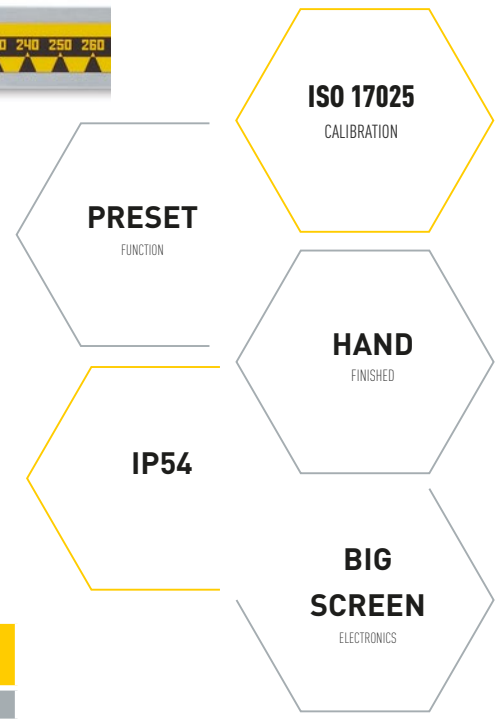 240 250 260
ISO 17025
CALIBRATION
PRESET
FUNCTION
HAND
FINISHED
IP54
BIG
SCREEN
ELECTRONICS